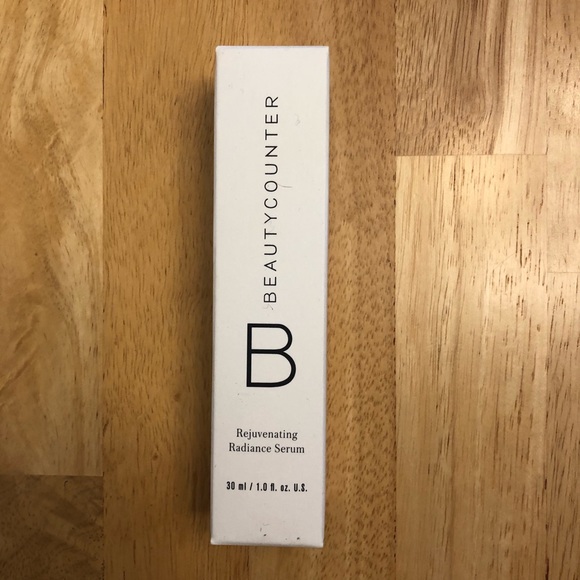 BEAUTYCOUNTER
B
Rejuvenating
Radiance Serum
30 ml / 1.0 fl. oz. U.S.